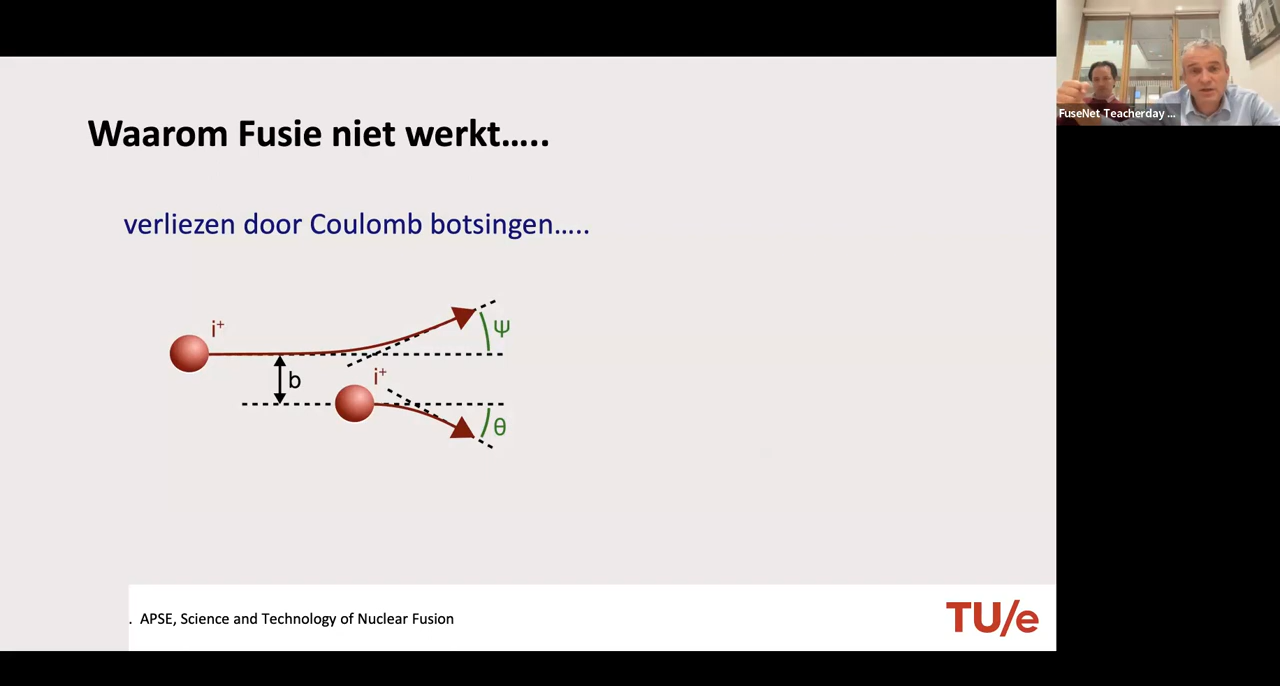 Waarom Fusie niet werkt.....
FuseNet Teacherday ...
verliezen door Coulomb botsingen.....
i+
ψ
b
i+
θ
. APSE, Science and Technology of Nuclear Fusion
TU/e